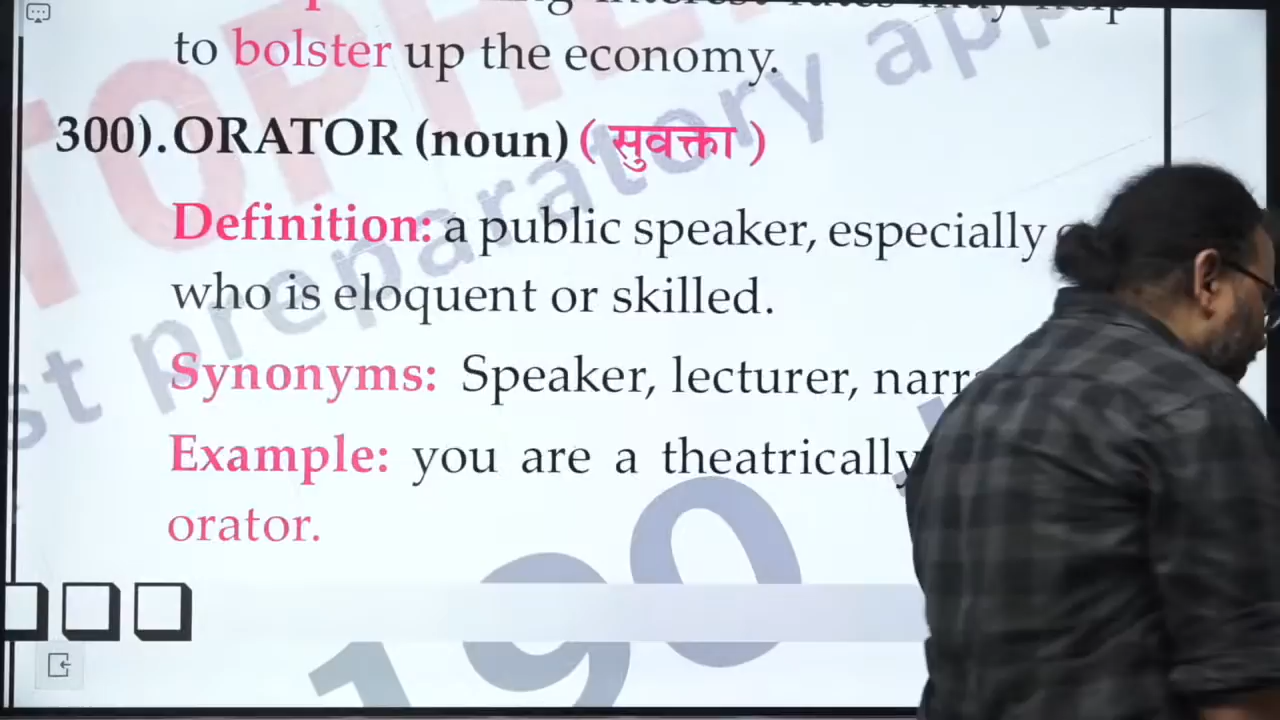 to bolster up the economy.
300).ORATOR (noun) ( सुवक्ता )
Definition: a public speaker, especially
who is eloquent or skilled.
Synonyms: Speaker, lecturer,
Example: you are a theatrically
orator.